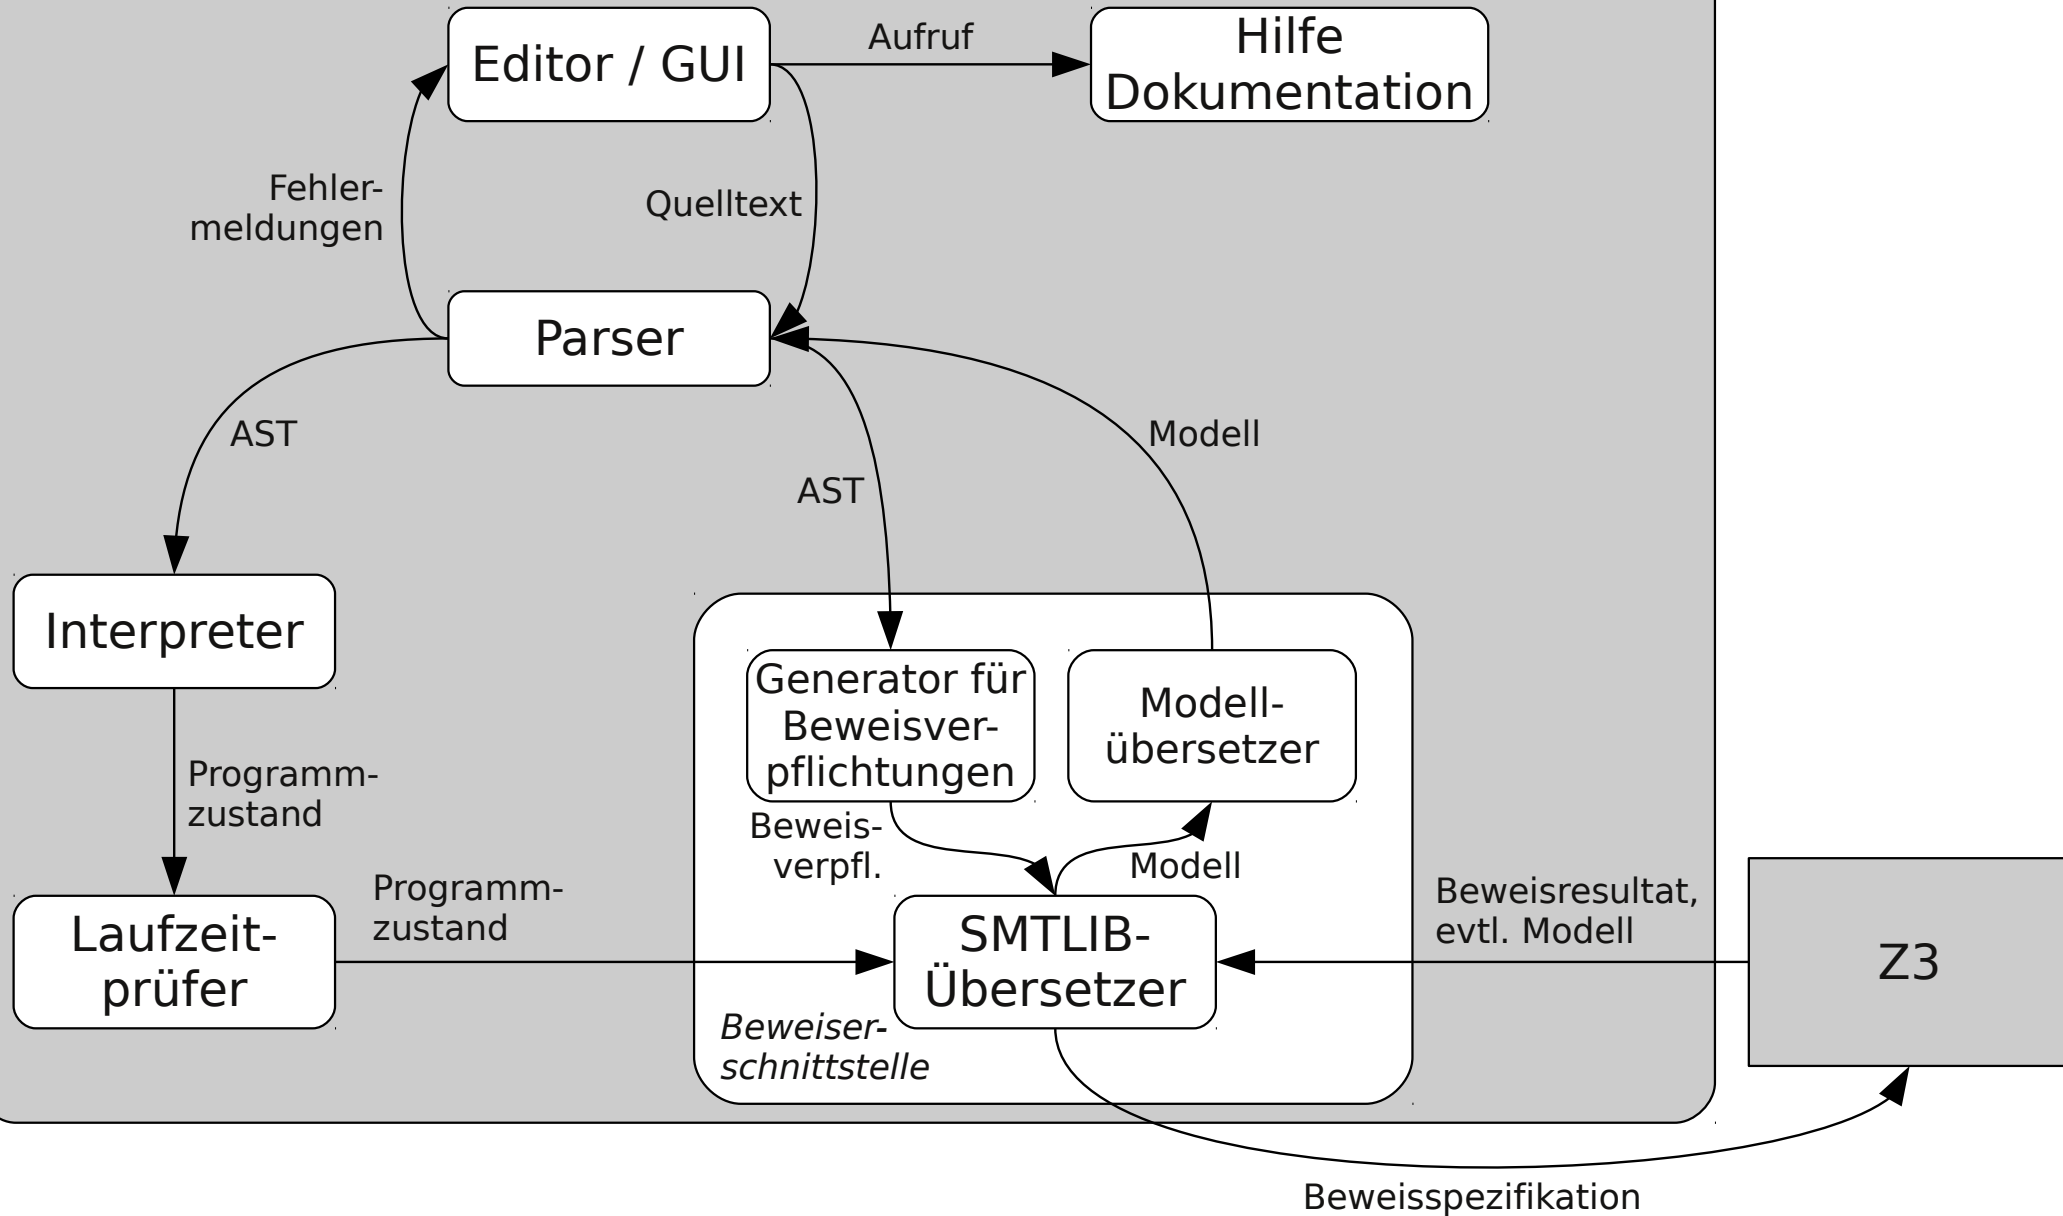 Editor / GUI
Aufruf
Hilfe
Dokumentation
Fehler-
meldungen
Quelltext
Parser
AST
AST
Modell
Interpreter
Generator für
Beweisver-
pflichtungen
Modell-
übersetzer
Programm-
zustand
Beweis-
verpfl.
Modell
Laufzeit-
prüfer
Programm-
zustand
SMTLIB-
Übersetzer
Beweisresultat,
evtl. Modell
Z3
Beweiser-
schnittstelle
Beweisspezifikation